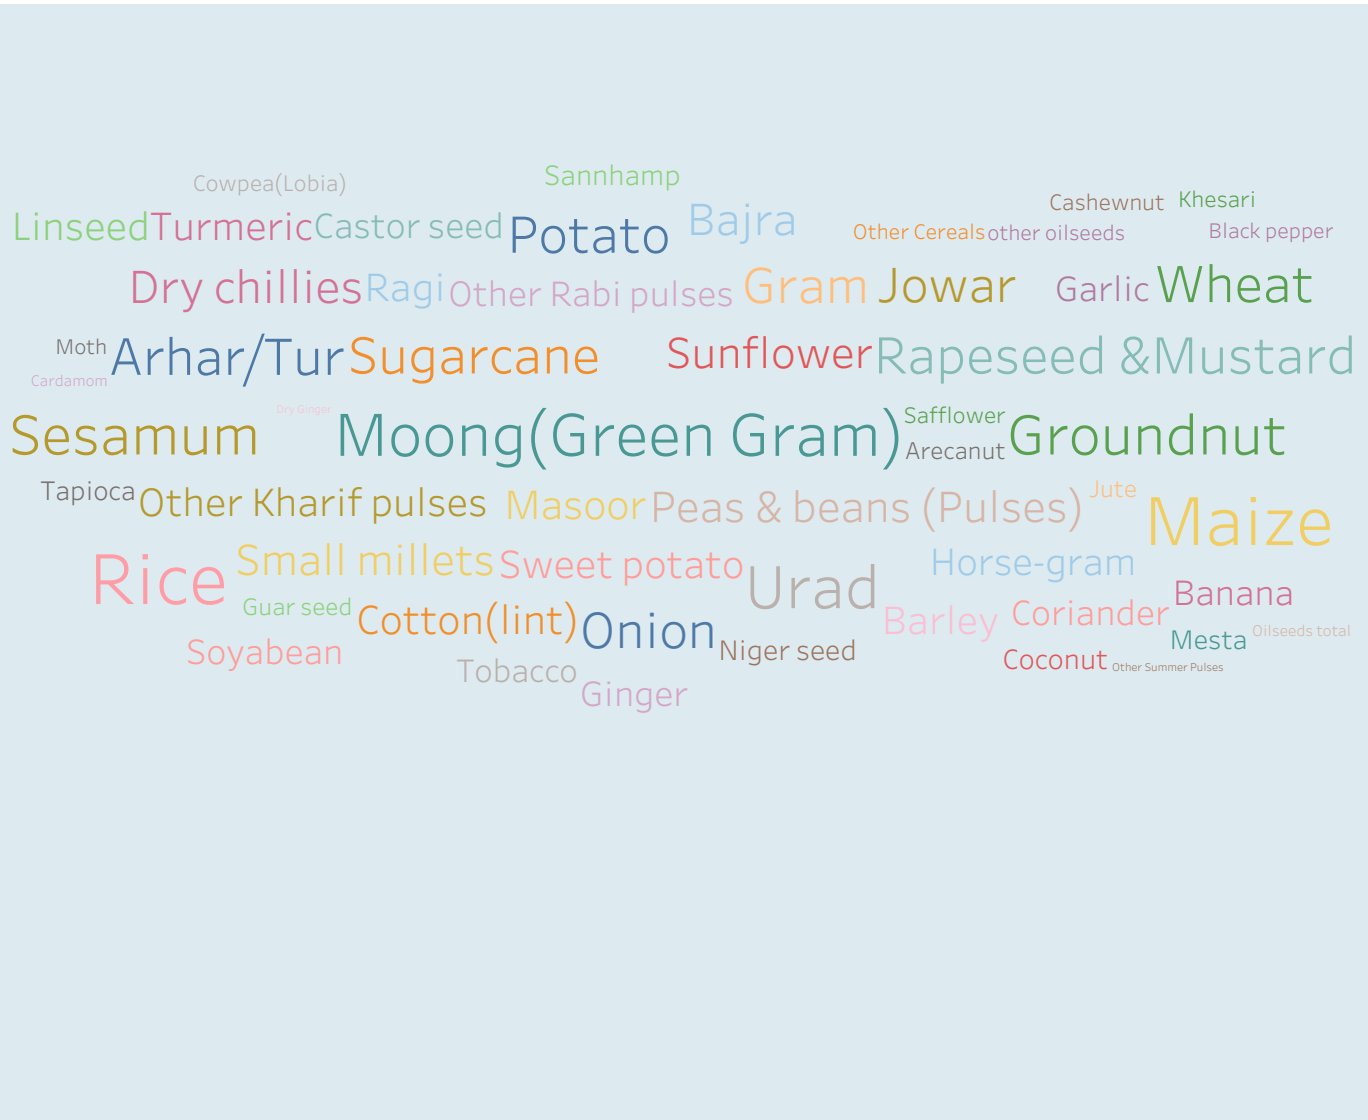 Cowpea(Lobia) Sannhamp
Cashewnut Khesari
Linseed Turmeric Castor seed Potato Bajra Other Cereals other oilseeds Black pepper
Dry chillies Ragi Other Rabi pulses Gram Jowar Garlic Wheat
Moth Arhar/Tur Sugarcane Sunflower Rapeseed &Mustard
Cardamom
Dry Ginger
Sesamum Moong(Green Gram) Safflower Groundnut
Arecanut
Tapioca Other Kharif pulses Masoor Peas & beans (Pulses) Jute Maize
Rice Small millets Sweet potato Urad Horse-gram
Banana
Guar seed Cotton(lint) Onion Barley Coriander
Mesta Oilseeds total
Soyabean Niger seed Coconut Other Summer Pulses
Tobacco
Ginger